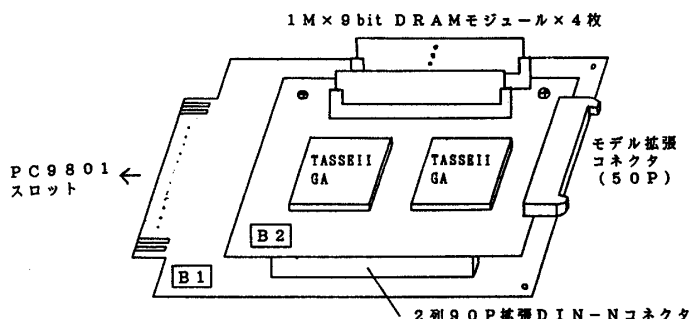 1M×9bit DRAMモジュール×4枚
PC9801
スロット
TASSEII
GA
TASSEII
GA
モデル拡張
コネクタ
(50P)
B2
B1
2列90P拡張DIN-Nコネクタ